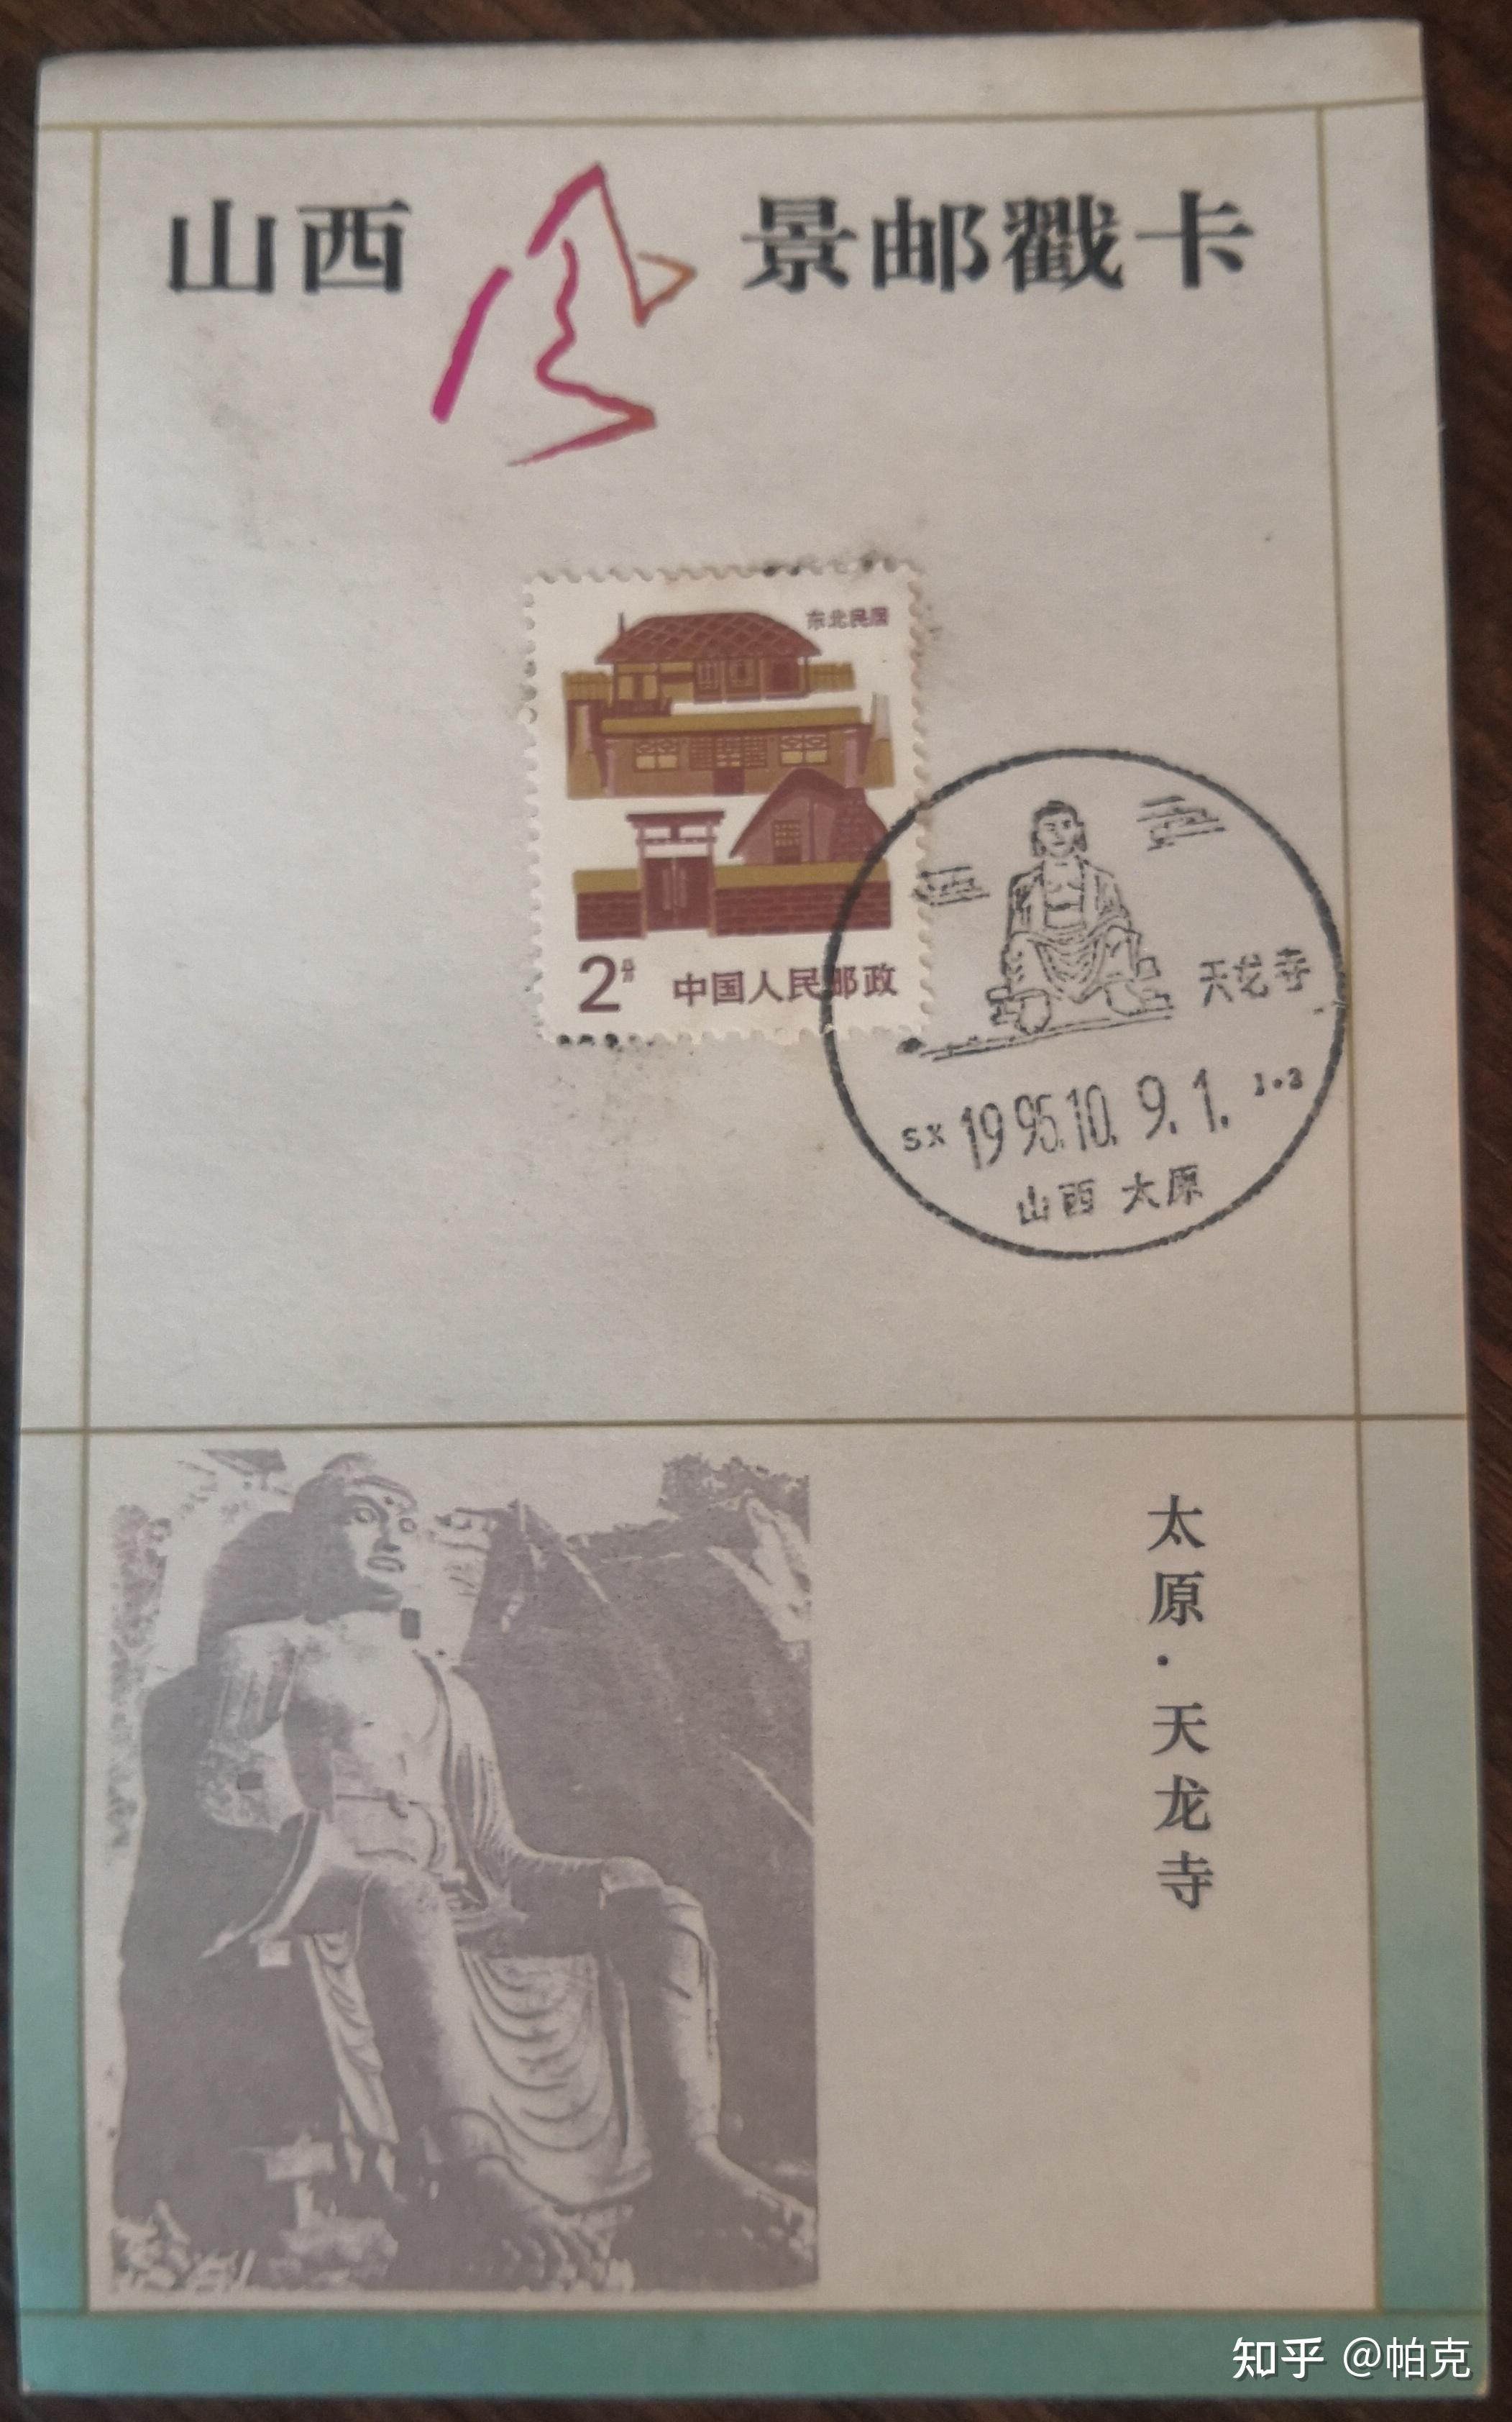 山西风景邮戳卡
东北民居
2分 中国人民邮政
天龙寺
SX 1995.10.9.1. 1·2
山西 太原
太原·天龙寺
知乎 @帕克